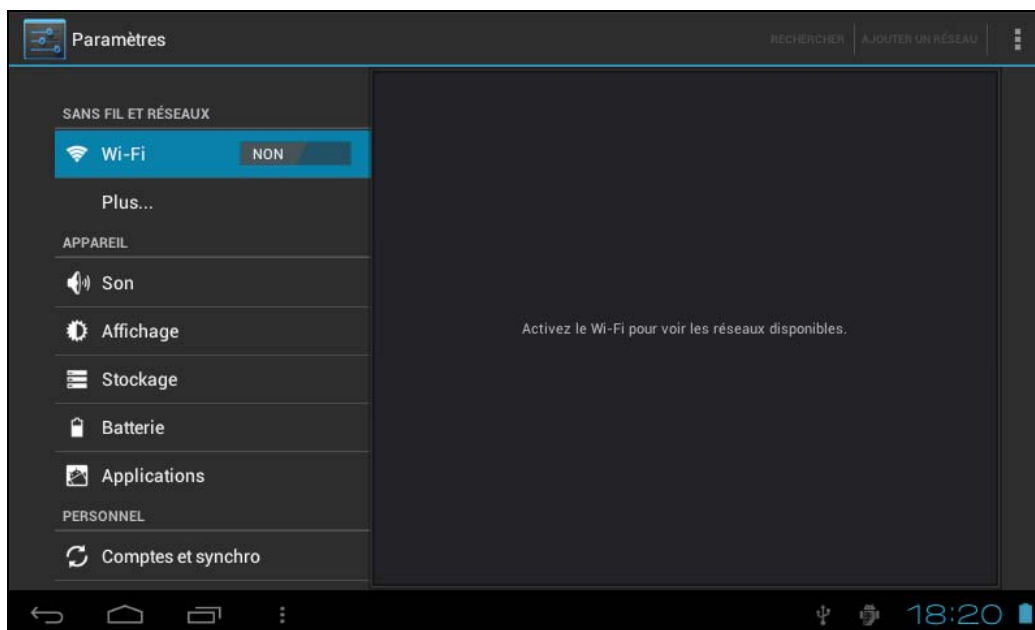 Paramètres
RECHERCHER
AJOUTER UN RÉSEAU
SANS FIL ET RÉSEAUX
Wi-Fi
NON
Plus...
APPAREIL
Son
Affichage
Activez le Wi-Fi pour voir les réseaux disponibles.
Stockage
Batterie
Applications
PERSONNEL
Comptes et synchro
18:20